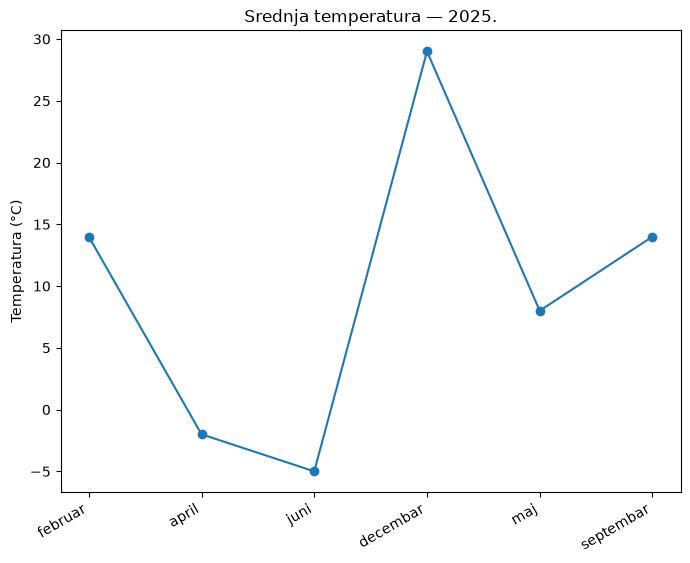 Srednja temperatura — 2025.
Temperatura (°C)
30
25
20
15
10
5
0
−5
februar
april
juni
decembar
maj
septembar